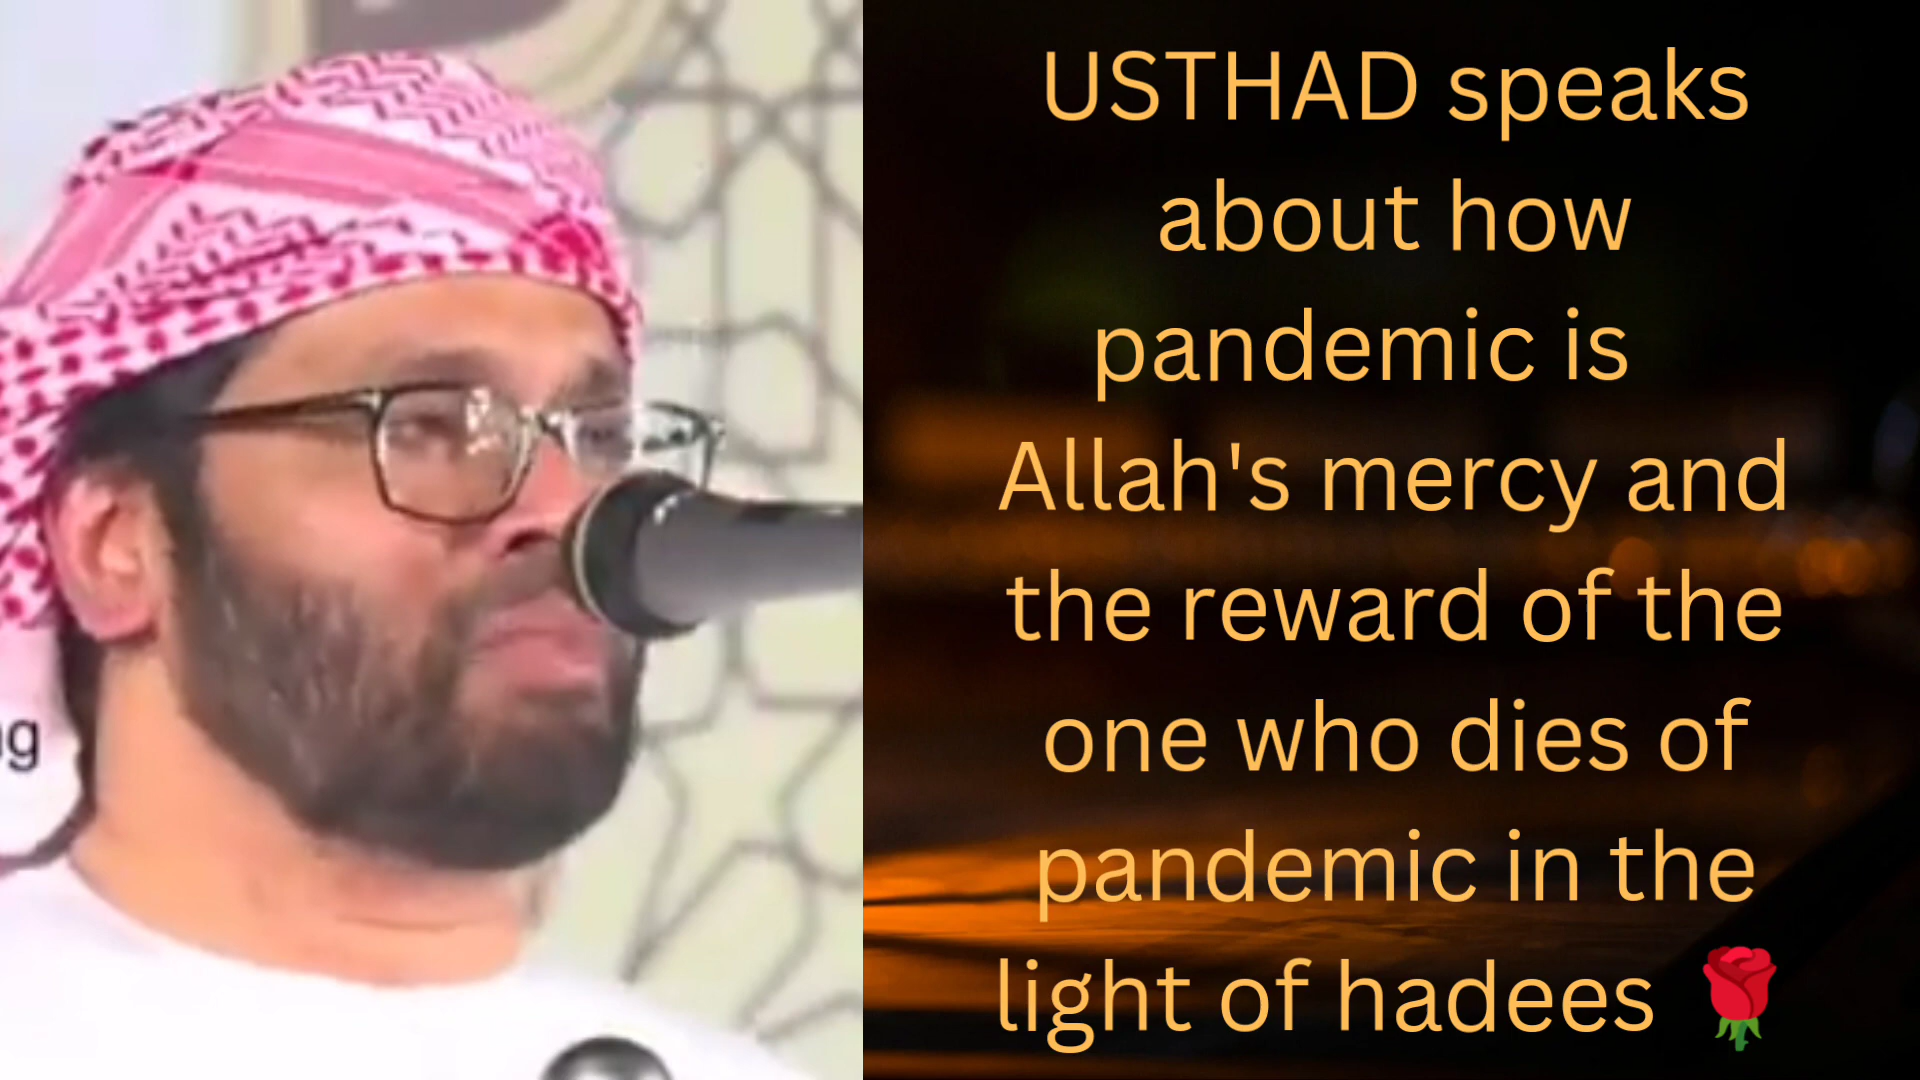 USTHAD speaks
about how
pandemic is
Allah's mercy and
the reward of the
one who dies of
pandemic in the
light of hadees 🌹